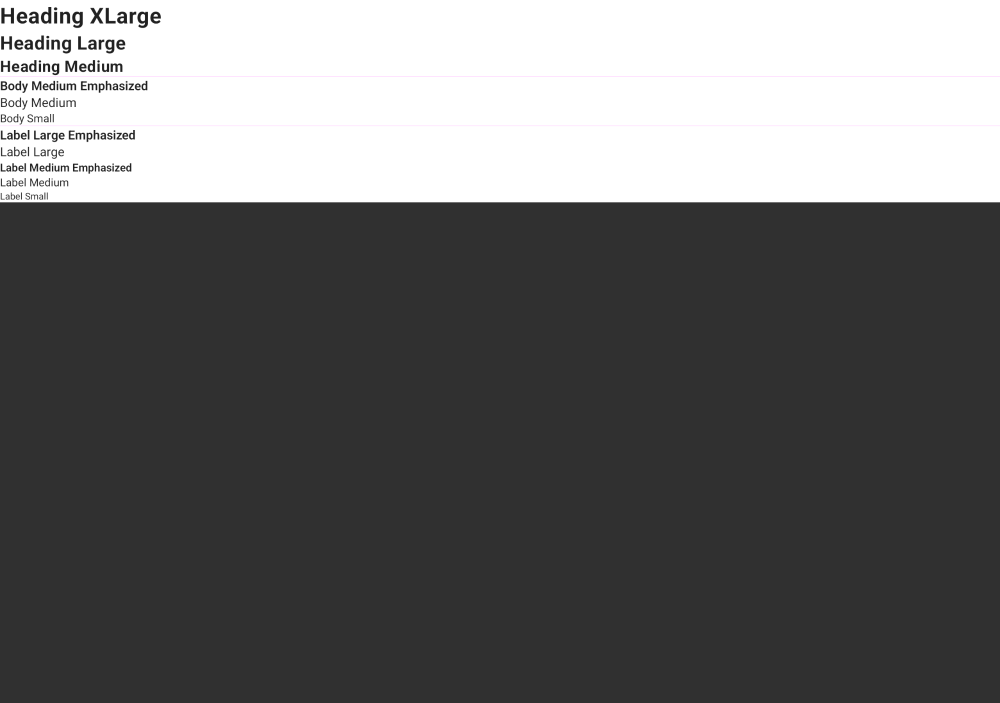 Heading XLarge
Heading Large
Heading Medium
Body Medium Emphasized
Body Medium
Body Small
Label Large Emphasized
Label Large
Label Medium Emphasized
Label Medium
Label Small